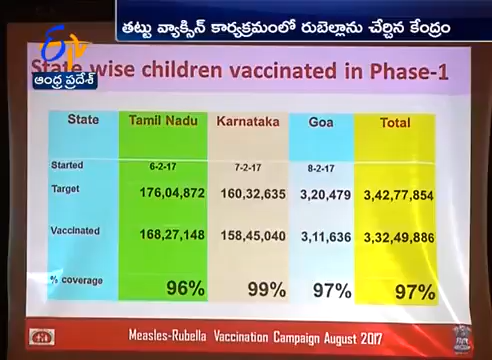 తట్టు వ్యాక్సిన్ కార్యక్రమంలో రుబెల్లాను చేర్చిన కేంద్రం
ETV
ఆంధ్ర ప్రదేశ్
State wise children vaccinated in Phase-1
State Tamil Nadu Karnataka Goa Total
Started 6-2-17 7-2-17 8-2-17
Target 176,04,872 160,32,635 3,20,479 3,42,77,854
Vaccinated 168,27,148 158,45,040 3,11,636 3,32,49,886
% coverage 96% 99% 97% 97%
Measles-Rubella Vaccination Campaign August 2017